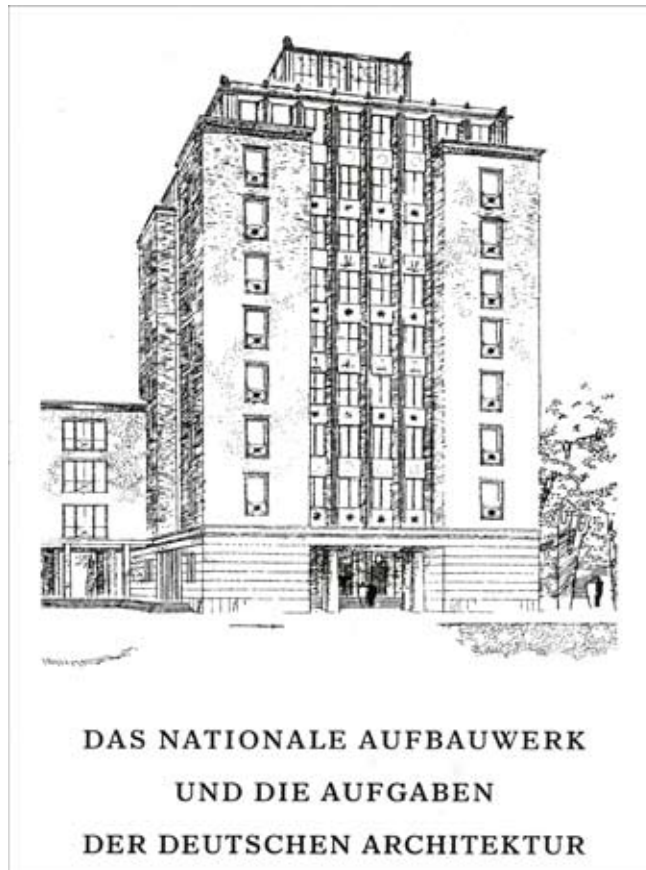 DAS NATIONALE AUFBAUWERK
UND DIE AUFGABEN
DER DEUTSCHEN ARCHITEKTUR